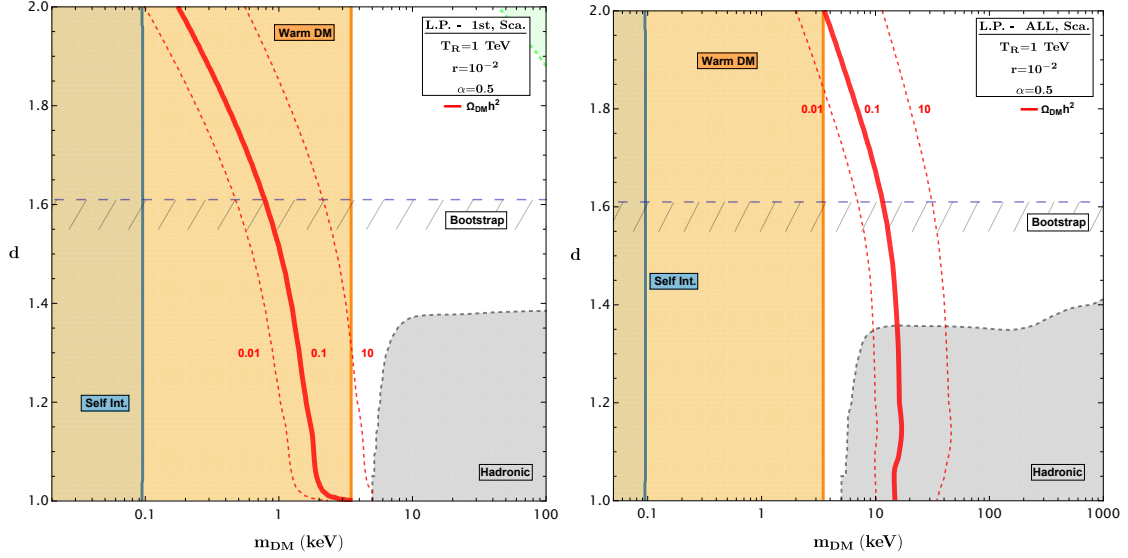 L.P. - 1st, Sca.
T_R=1 TeV
r=10^-2
α=0.5
Ω_DM h^2
Warm DM
Bootstrap
0.01
0.1
10
Self Int.
Hadronic
2.0
1.8
1.6
1.4
1.2
1.0
d
0.1
1
10
100
m_DM (keV)
L.P. - ALL, Sca.
T_R=1 TeV
r=10^-2
α=0.5
Ω_DM h^2
Warm DM
0.01
0.1
10
Bootstrap
Self Int.
Hadronic
2.0
1.8
1.6
1.4
1.2
1.0
d
0.1
1
10
100
1000
m_DM (keV)